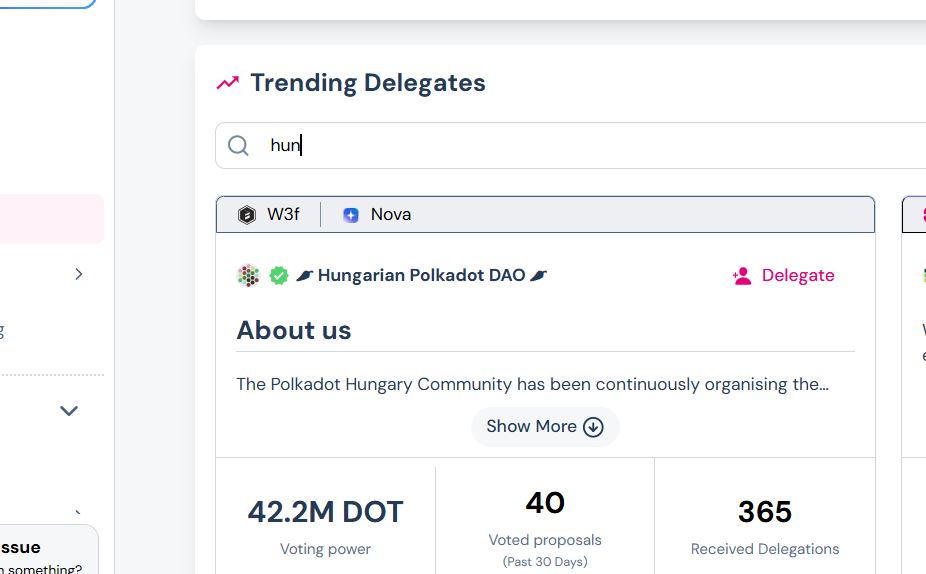 Trending Delegates
hun
W3f
Nova
Hungarian Polkadot DAO
Delegate
About us
The Polkadot Hungary Community has been continuously organising the...
Show More
42.2M DOT
Voting power
40
Voted proposals
(Past 30 Days)
365
Received Delegations
g
ssue
something?